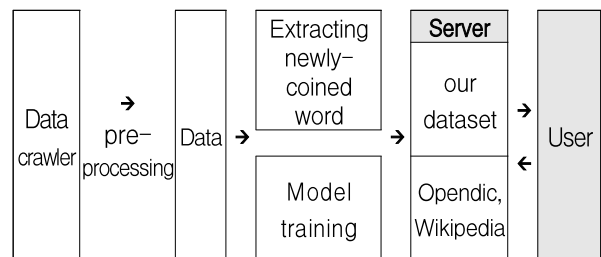 Data
crawler
→
pre-
processing
Data
→
Extracting
newly-
coined
word
Model
training
→
Server
our
dataset
Opendic,
Wikipedia
→
←
User